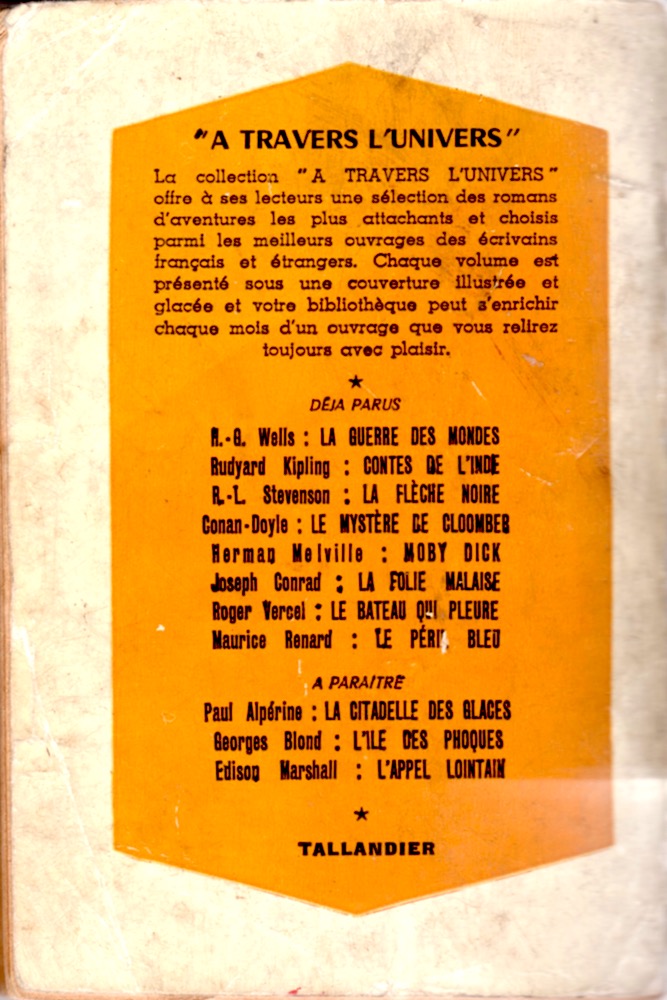 "A TRAVERS L'UNIVERS"
La collection "A TRAVERS L'UNIVERS"
offre à ses lecteurs une sélection des romans
d'aventures les plus attachants et choisis
parmi les meilleurs ouvrages des écrivains
français et étrangers. Chaque volume est
présenté sous une couverture illustrée et
glacée et votre bibliothèque peut s'enrichir
chaque mois d'un ouvrage que vous relirez
toujours avec plaisir.
★
DÉJA PARUS
H.-G. Wells : LA GUERRE DES MONDES
Rudyard Kipling : CONTES DE L'INDE
R.-L. Stevenson : LA FLÈCHE NOIRE
Conan-Doyle : LE MYSTÈRE DE CLOOMBER
Herman Melville : MOBY DICK
Joseph Conrad : LA FOLIE MALAISE
Roger Vercel : LE BATEAU QUI PLEURE
Maurice Renard : LE PÉRIL BLEU
A PARAITRE
Paul Alpérine : LA CITADELLE DES GLACES
Georges Blond : L'ILE DES PHOQUES
Edison Marshall : L'APPEL LOINTAIN
★
TALLANDIER